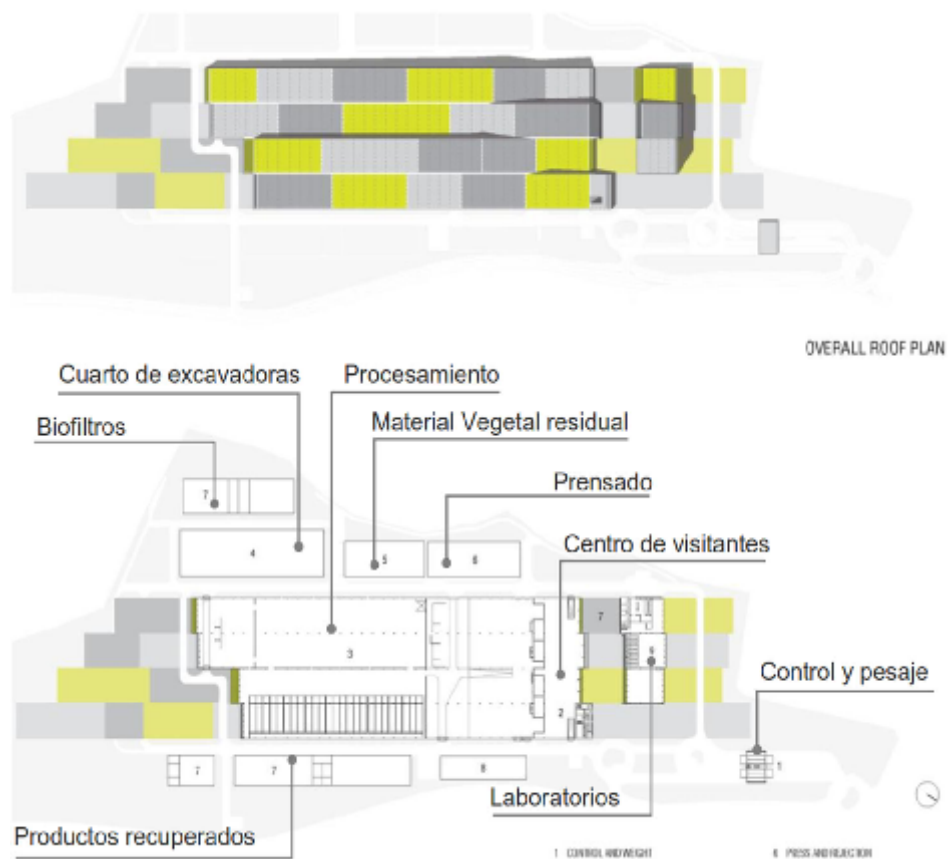 OVERALL ROOF PLAN
Cuarto de excavadoras
Procesamiento
Biofiltros
Material Vegetal residual
Prensado
Centro de visitantes
7
4
5
6
7
3
9
Control y pesaje
2
1
7
7
8
Laboratorios
Productos recuperados
1 CONTROL AND WEIGHT
6 PRESS AND REJECTION